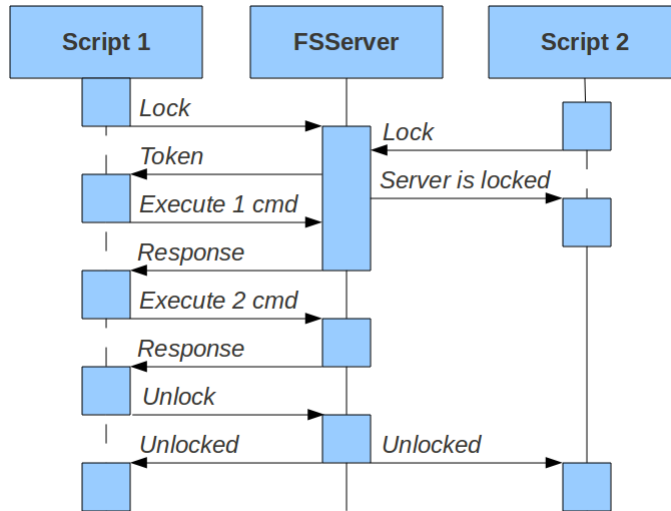 Script 1
FSServer
Script 2
Lock
Lock
Token
Server is locked
Execute 1 cmd
Response
Execute 2 cmd
Response
Unlock
Unlocked
Unlocked